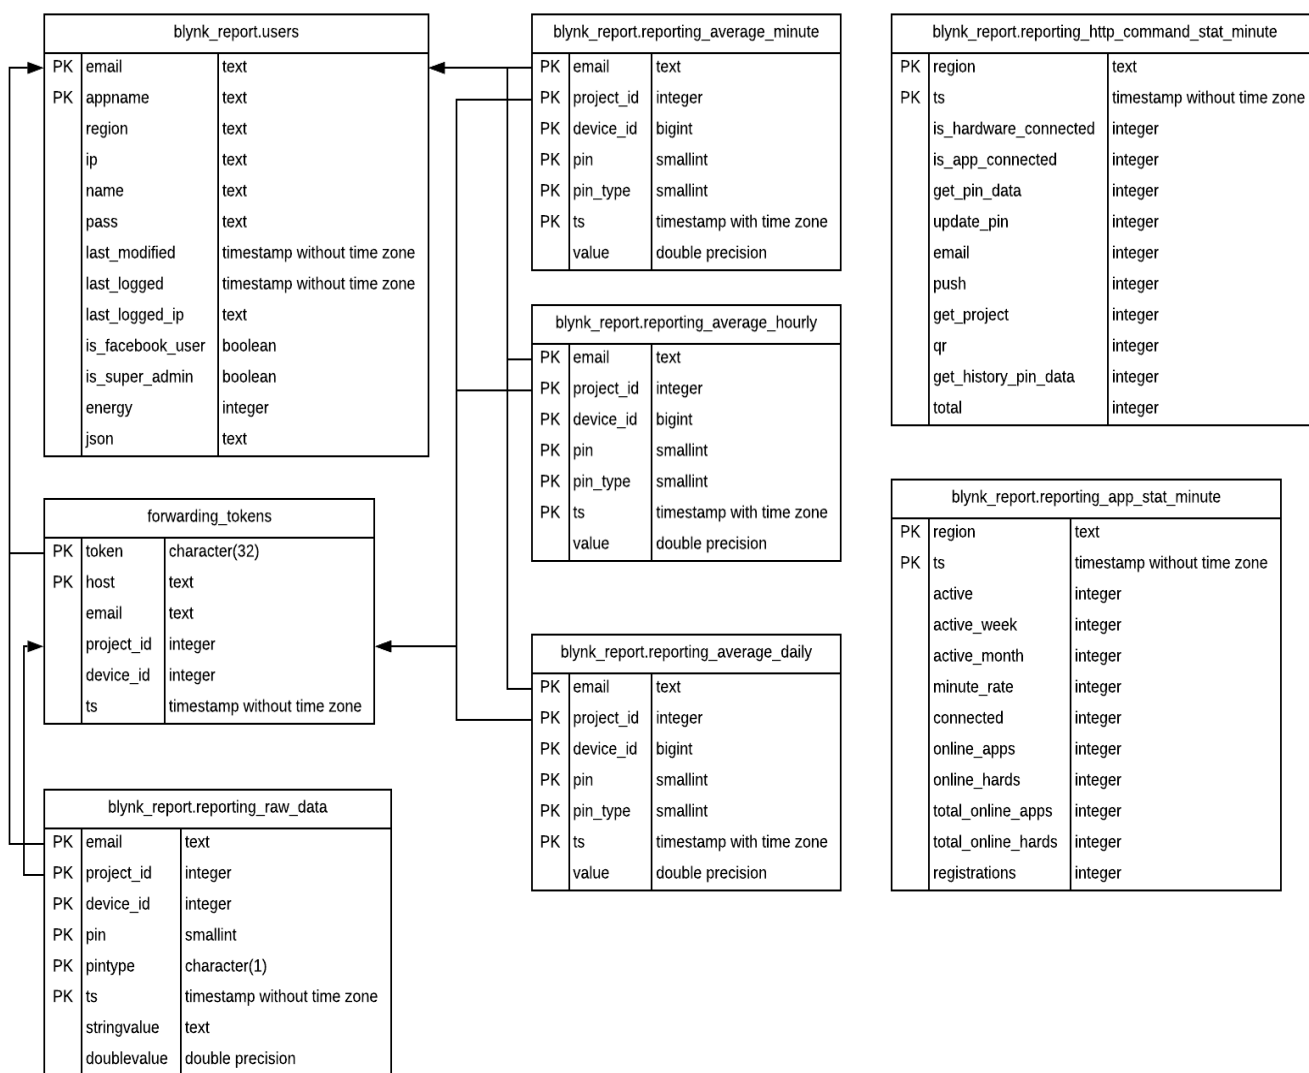 blynk_report.users
PK email text
PK appname text
region text
ip text
name text
pass text
last_modified timestamp without time zone
last_logged timestamp without time zone
last_logged_ip text
is_facebook_user boolean
is_super_admin boolean
energy integer
json text
forwarding_tokens
PK token character(32)
PK host text
email text
project_id integer
device_id integer
ts timestamp without time zone
blynk_report.reporting_raw_data
PK email text
PK project_id integer
PK device_id integer
PK pin smallint
PK pintype character(1)
PK ts timestamp without time zone
stringvalue text
doublevalue double precision
blynk_report.reporting_average_minute
PK email text
PK project_id integer
PK device_id bigint
PK pin smallint
PK pin_type smallint
PK ts timestamp with time zone
value double precision
blynk_report.reporting_average_hourly
PK email text
PK project_id integer
PK device_id bigint
PK pin smallint
PK pin_type smallint
PK ts timestamp with time zone
value double precision
blynk_report.reporting_average_daily
PK email text
PK project_id integer
PK device_id bigint
PK pin smallint
PK pin_type smallint
PK ts timestamp with time zone
value double precision
blynk_report.reporting_http_command_stat_minute
PK region text
PK ts timestamp without time zone
is_hardware_connected integer
is_app_connected integer
get_pin_data integer
update_pin integer
email integer
push integer
get_project integer
qr integer
get_history_pin_data integer
total integer
blynk_report.reporting_app_stat_minute
PK region text
PK ts timestamp without time zone
active integer
active_week integer
active_month integer
minute_rate integer
connected integer
online_apps integer
online_hards integer
total_online_apps integer
total_online_hards integer
registrations integer